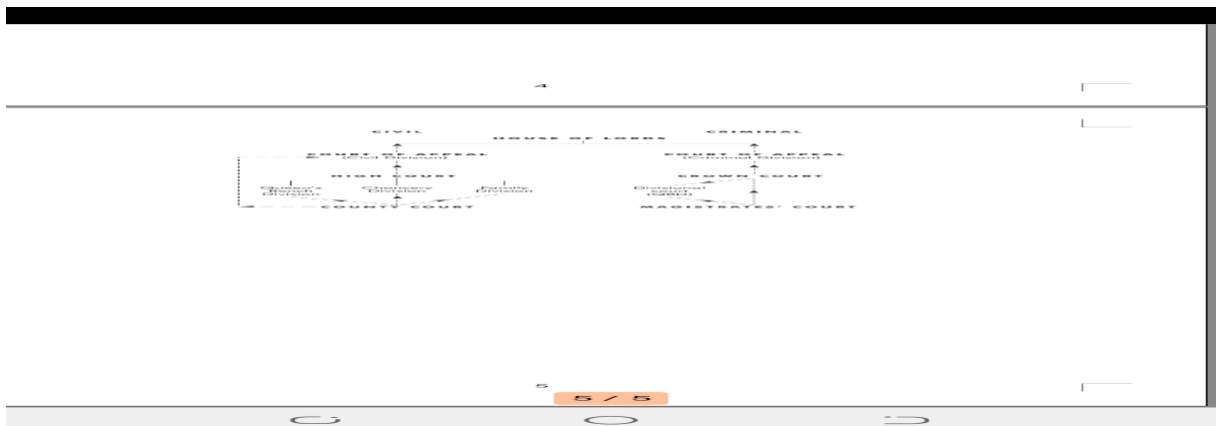 4
CIVIL CRIMINAL
HOUSE OF LORDS
COURT OF APPEAL COURT OF APPEAL
(Civil Division) (Criminal Division)
HIGH COURT CROWN COURT
Queen's Chancery Family Divisional
Bench Division Division court
Division (QBD)
COUNTY COURT MAGISTRATES' COURT
5
5 / 5